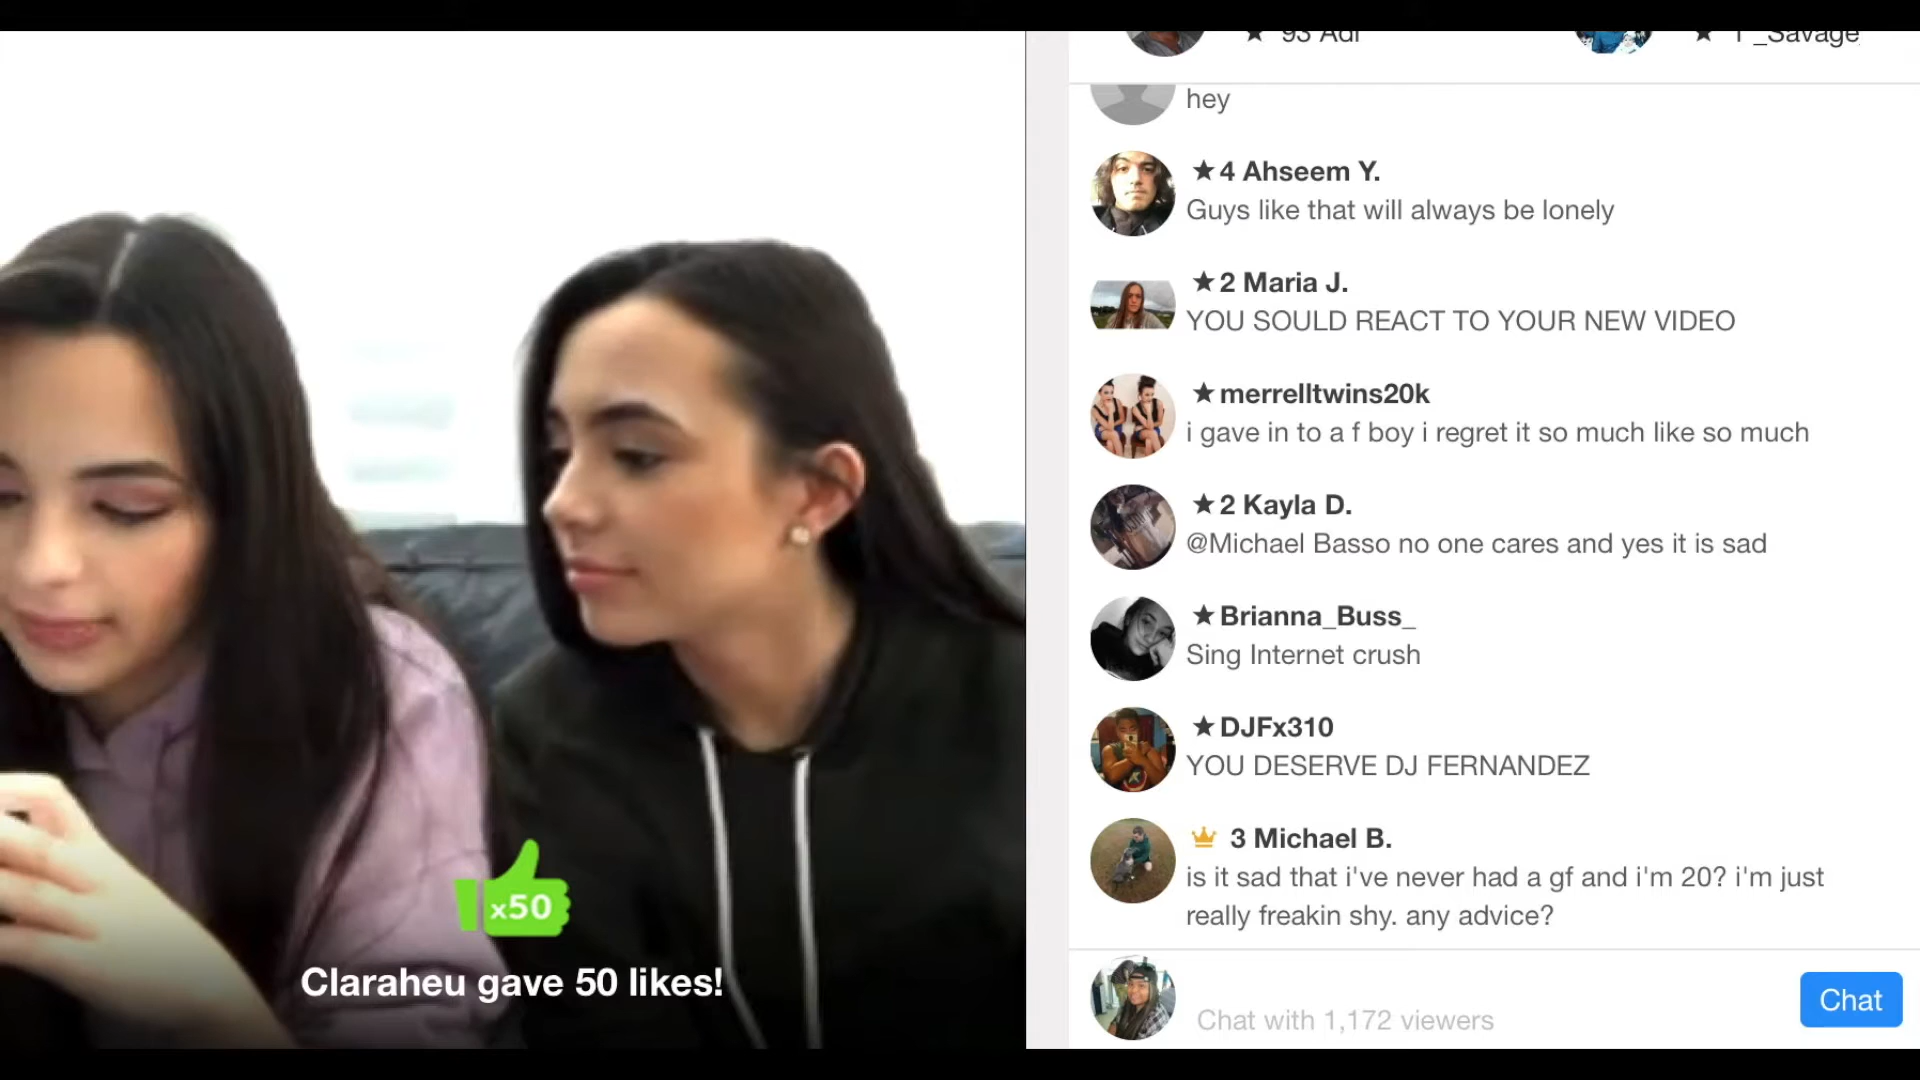 ★ 93 Adi
★ 1 _Savage
hey
★4 Ahseem Y.
Guys like that will always be lonely
★2 Maria J.
YOU SOULD REACT TO YOUR NEW VIDEO
★merrelltwins20k
i gave in to a f boy i regret it so much like so much
★2 Kayla D.
@Michael Basso no one cares and yes it is sad
★Brianna_Buss_
Sing Internet crush
★DJFx310
YOU DESERVE DJ FERNANDEZ
3 Michael B.
is it sad that i've never had a gf and i'm 20? i'm just
really freakin shy. any advice?
x50
Claraheu gave 50 likes!
Chat with 1,172 viewers
Chat